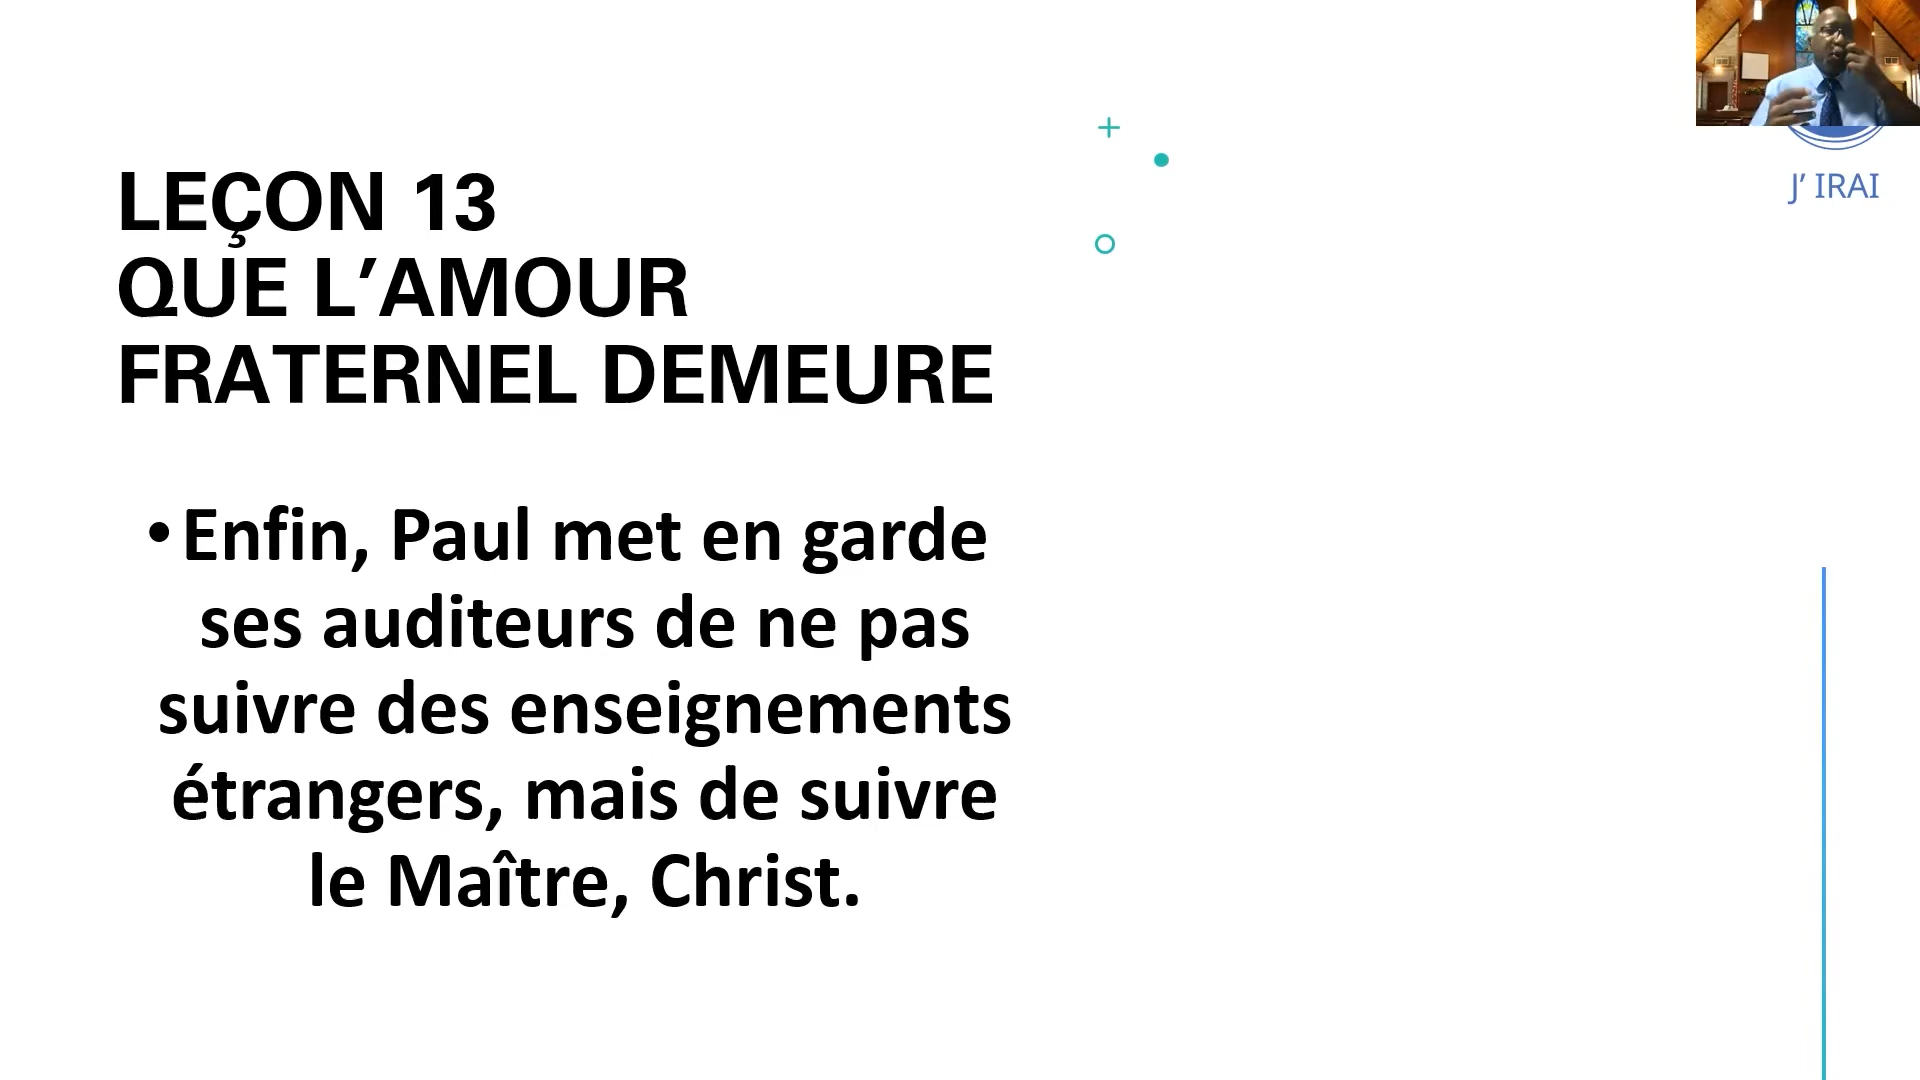 LEÇON 13
QUE L’AMOUR
FRATERNEL DEMEURE
•Enfin, Paul met en garde
ses auditeurs de ne pas
suivre des enseignements
étrangers, mais de suivre
le Maître, Christ.
J’ IRAI